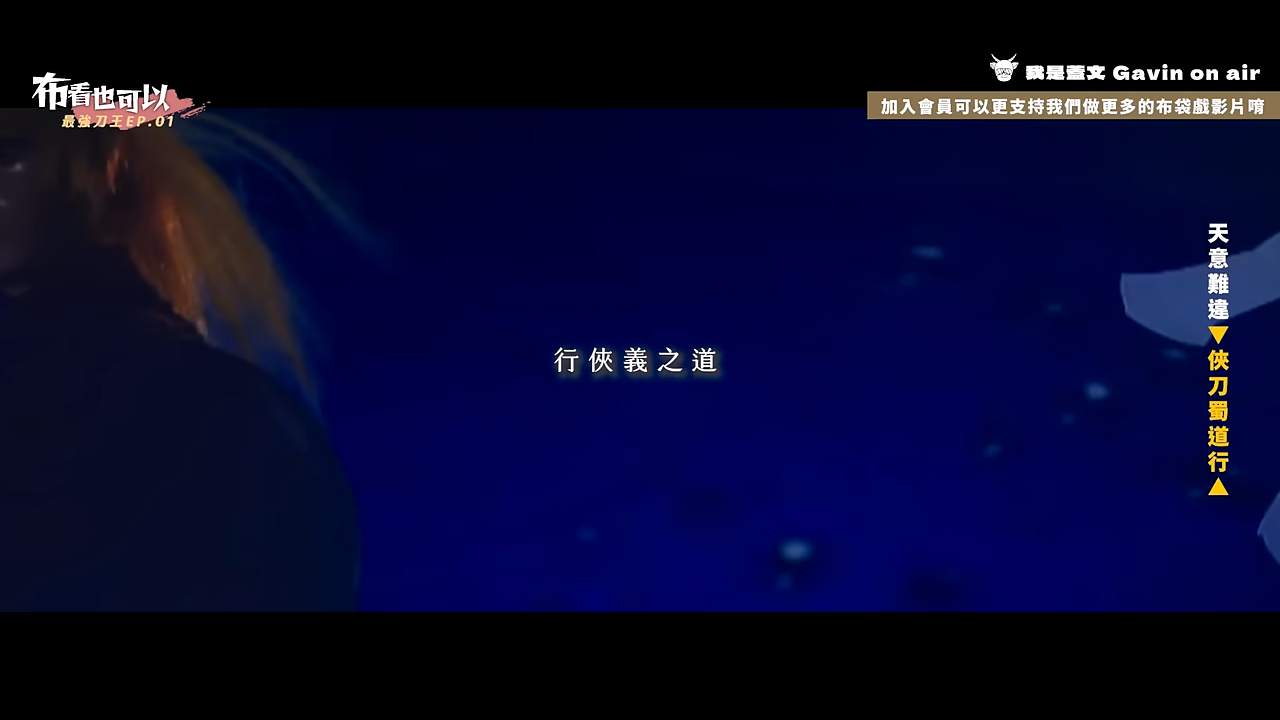 布看也可以
最強刀王EP.01
我是蓋文 Gavin on air
加入會員可以更支持我們做更多的布袋戲影片唷
行俠義之道
天意難違▼俠刀蜀道行▲